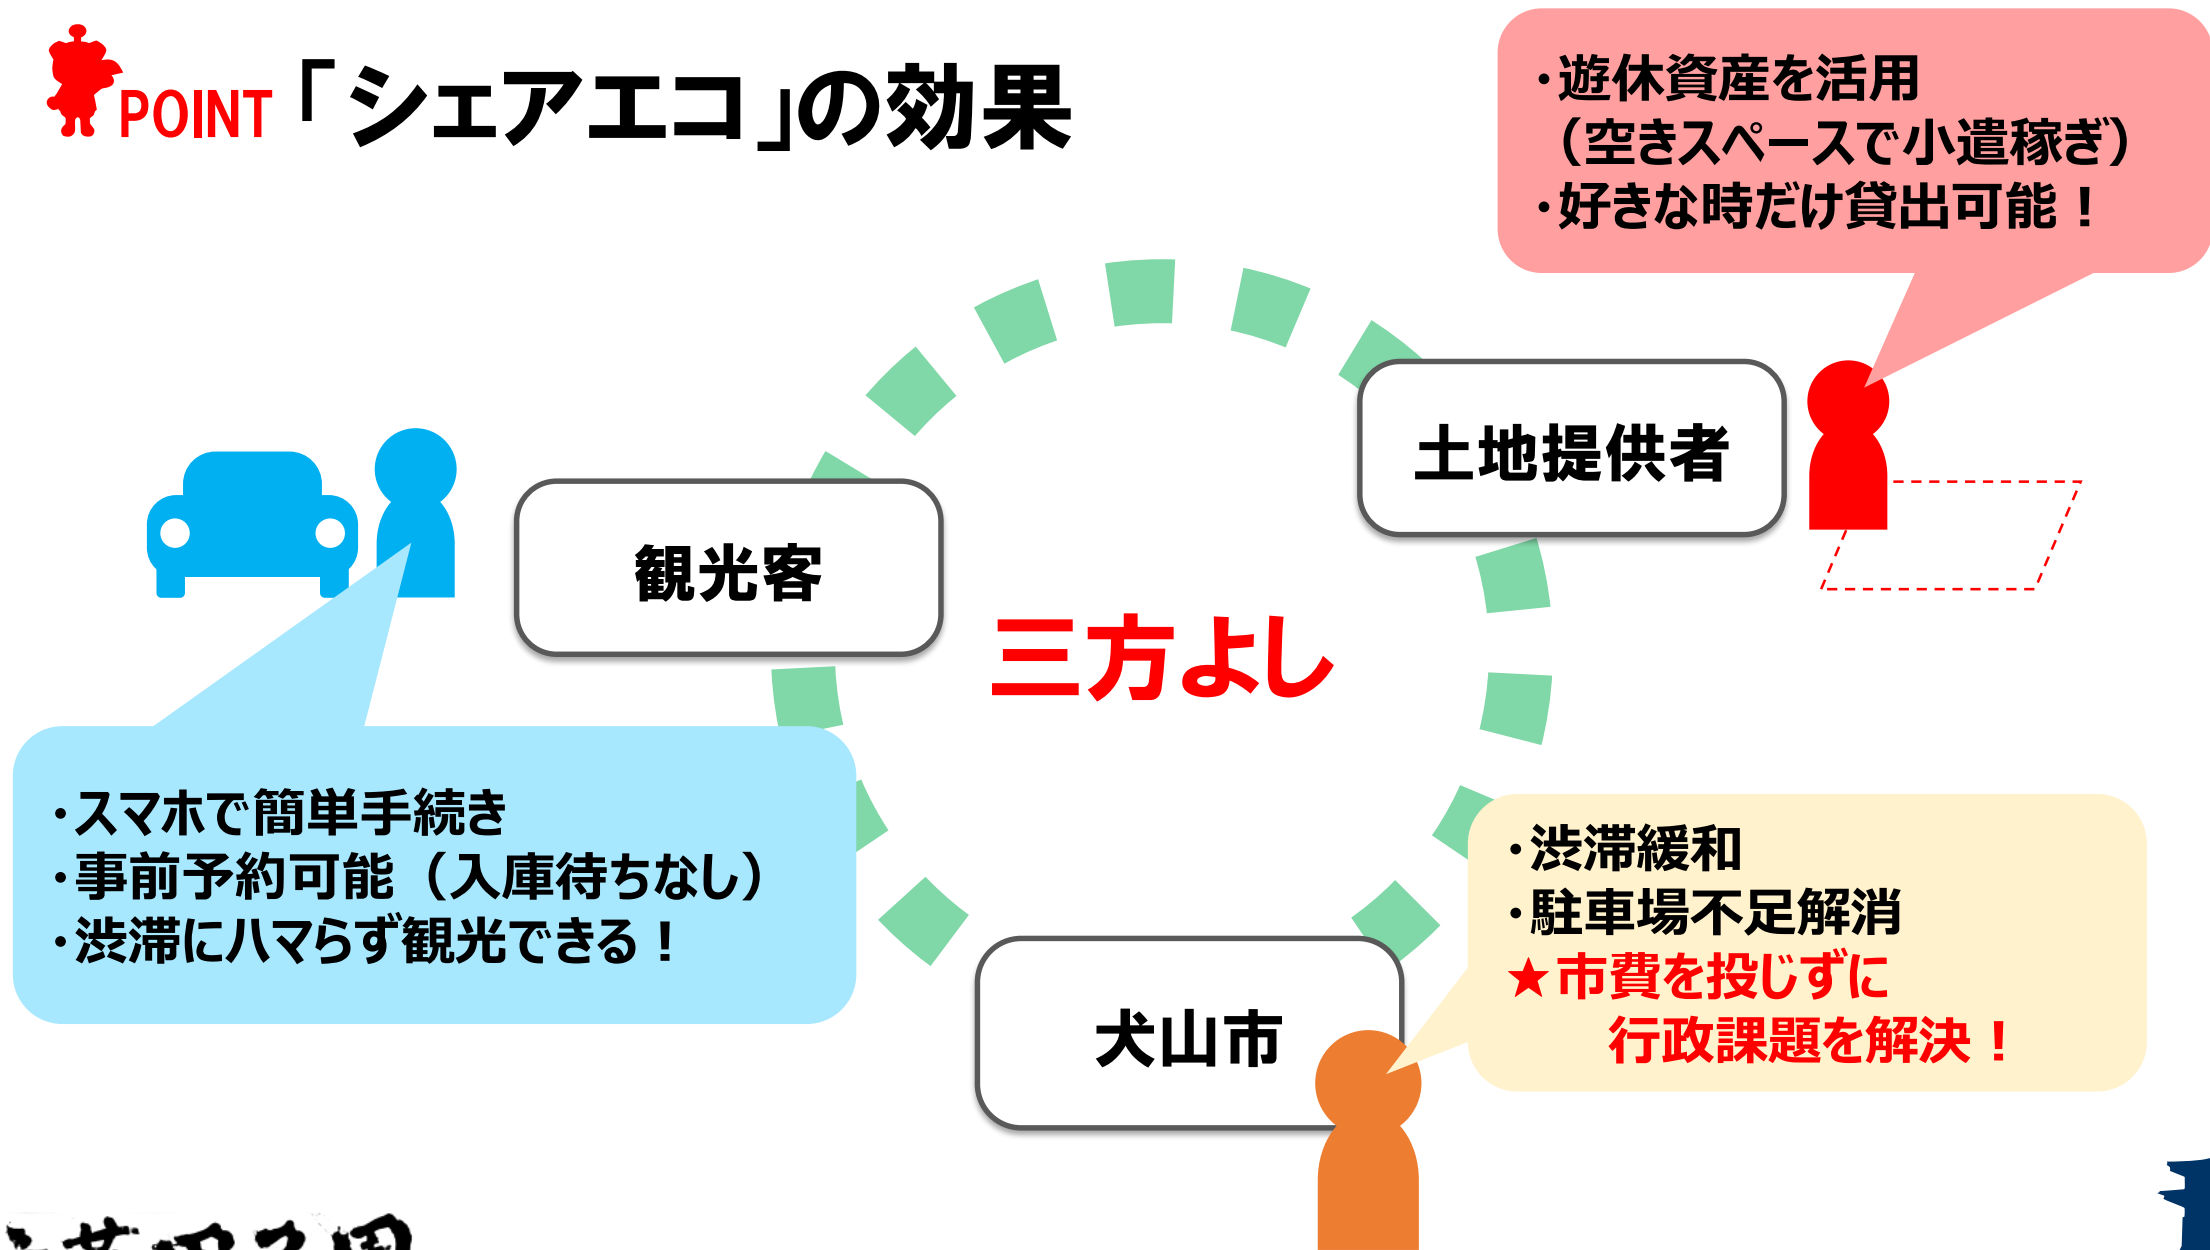 POINT「シェアエコ」の効果
・遊休資産を活用
（空きスペースで小遣稼ぎ）
・好きな時だけ貸出可能！
土地提供者
観光客
三方よし
・スマホで簡単手続き
・事前予約可能（入庫待ちなし）
・渋滞にハマらず観光できる！
・渋滞緩和
・駐車場不足解消
★市費を投じずに
行政課題を解決！
犬山市